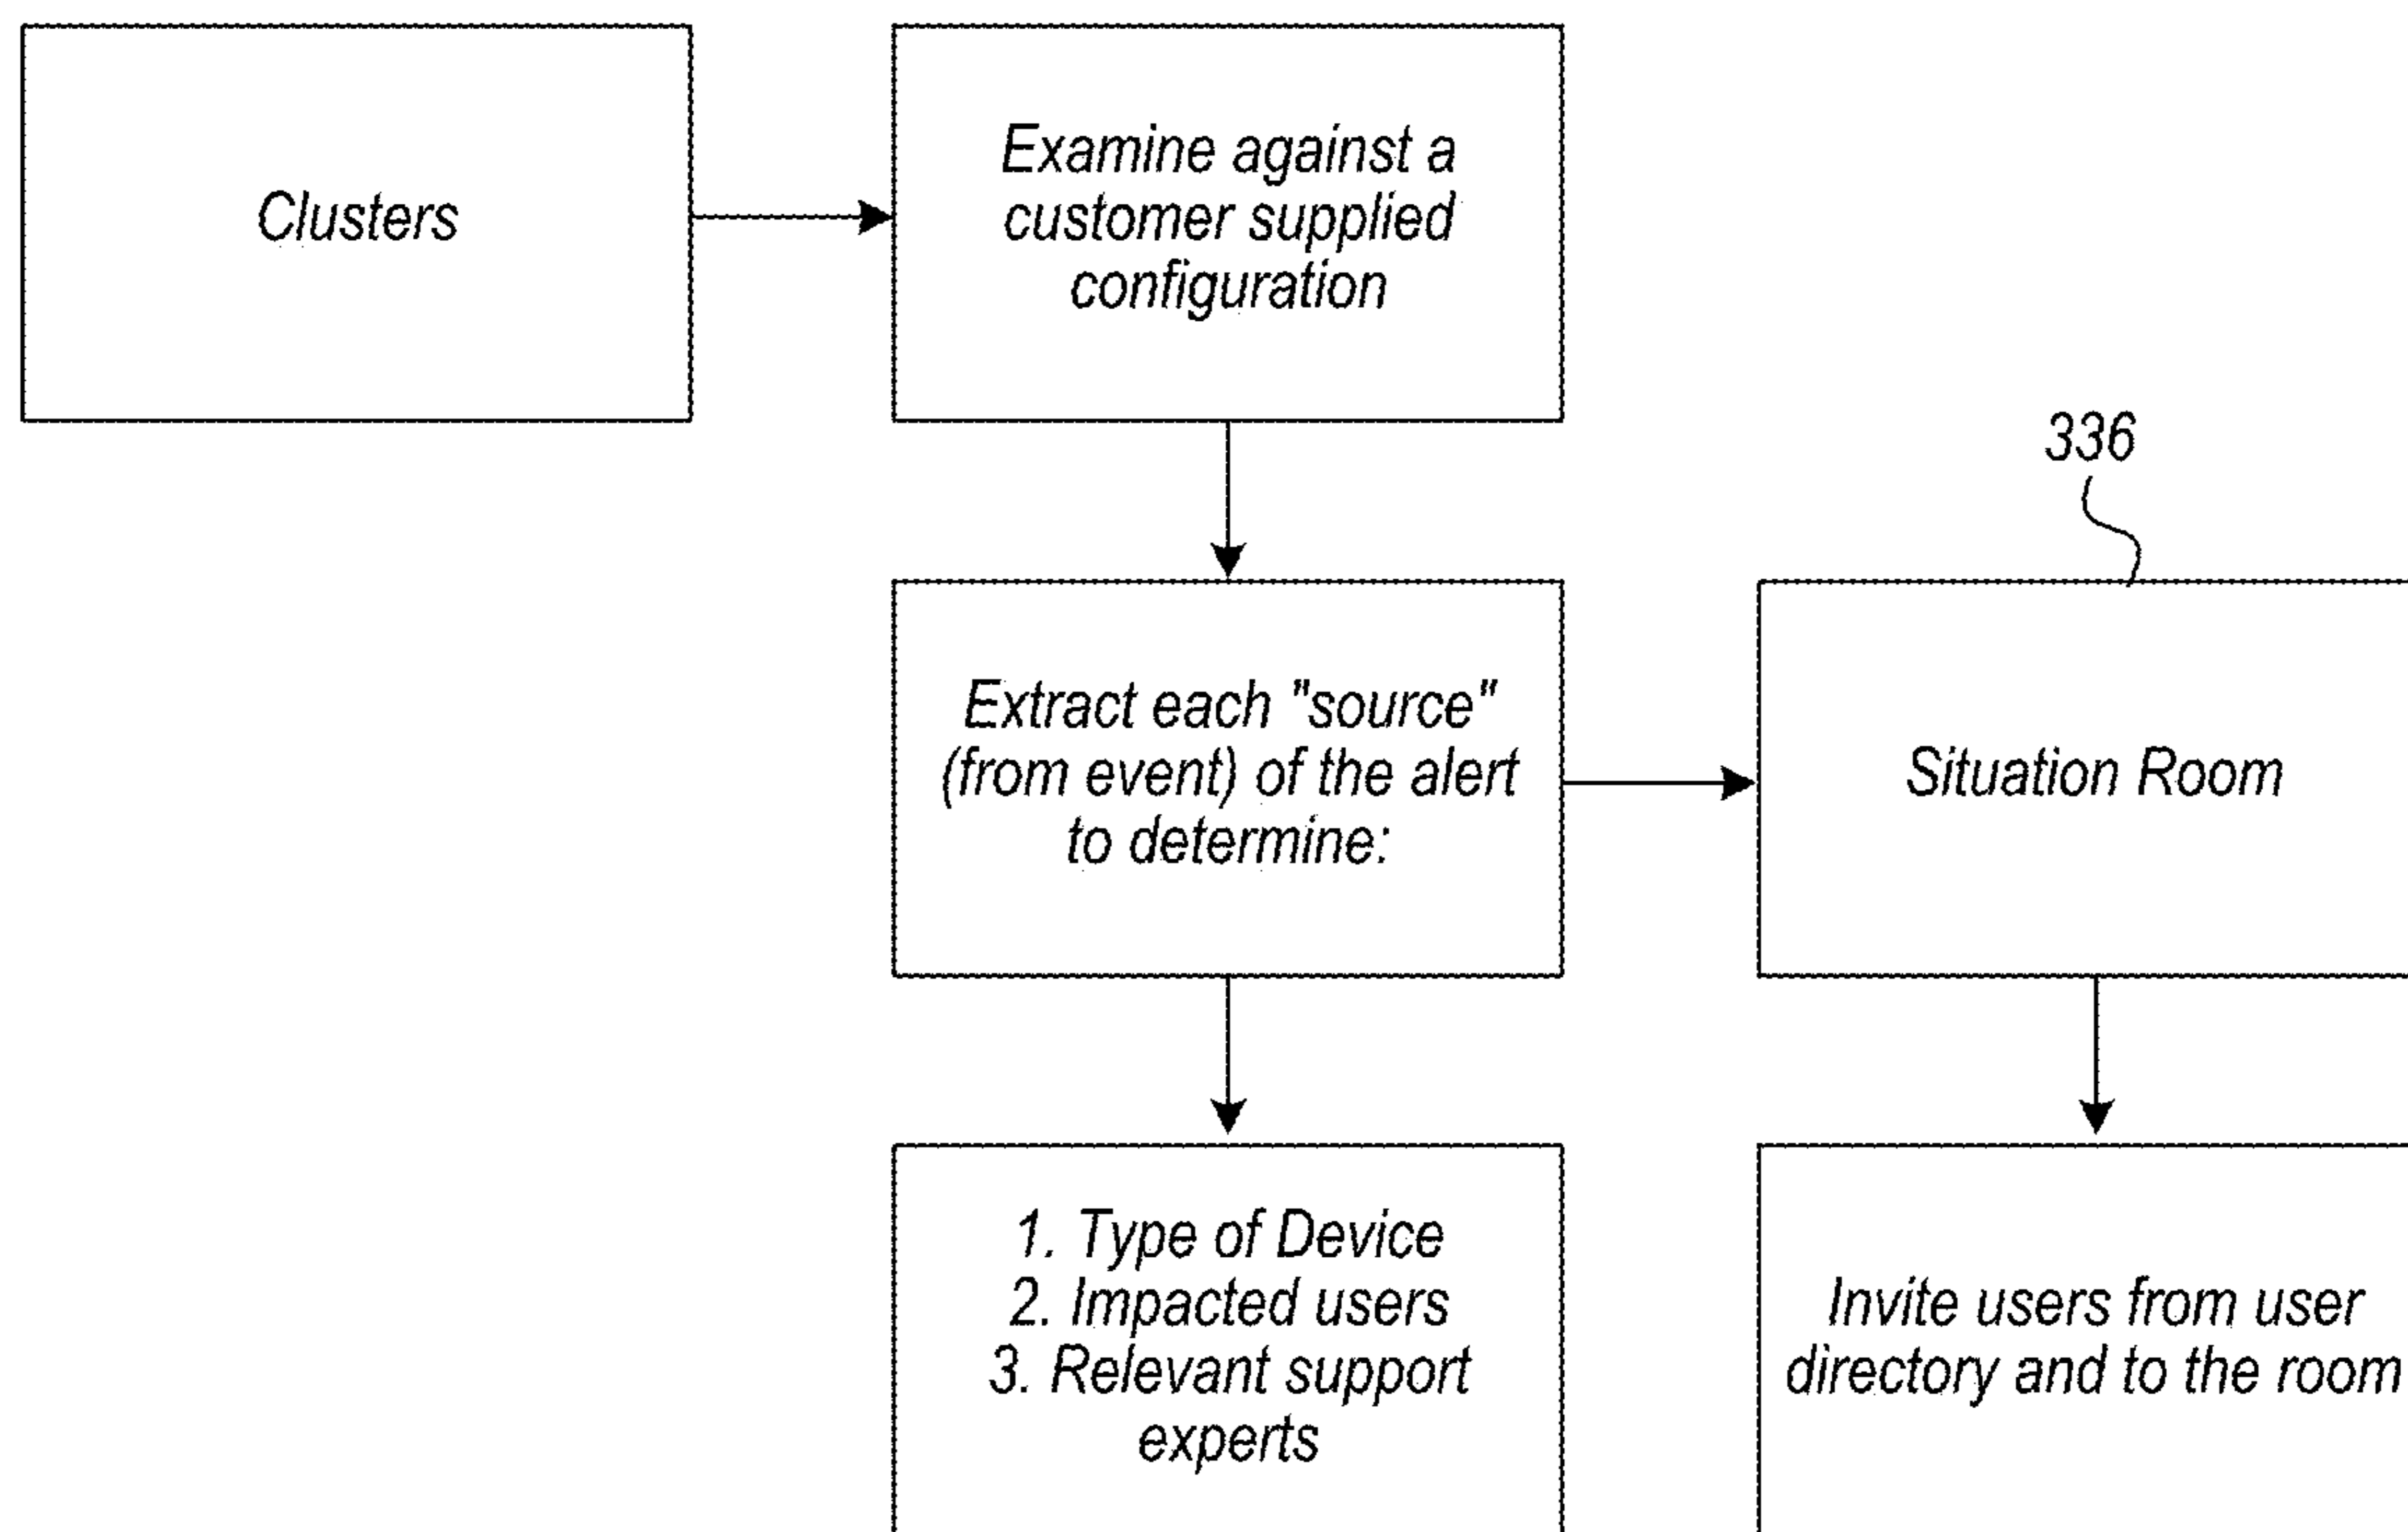 Clusters
Examine against a
customer supplied
configuration
336
Extract each "source"
(from event) of the alert
to determine:
Situation Room
1. Type of Device
2. Impacted users
3. Relevant support
experts
Invite users from user
directory and to the room